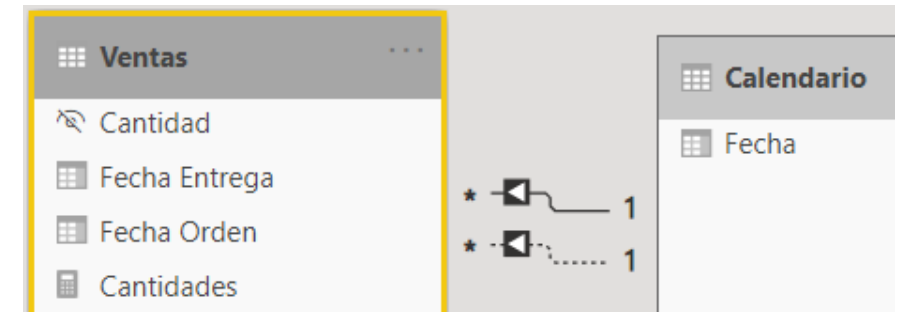 Ventas ...
Cantidad
Fecha Entrega
Fecha Orden
Cantidades
* 1
* 1
Calendario
Fecha